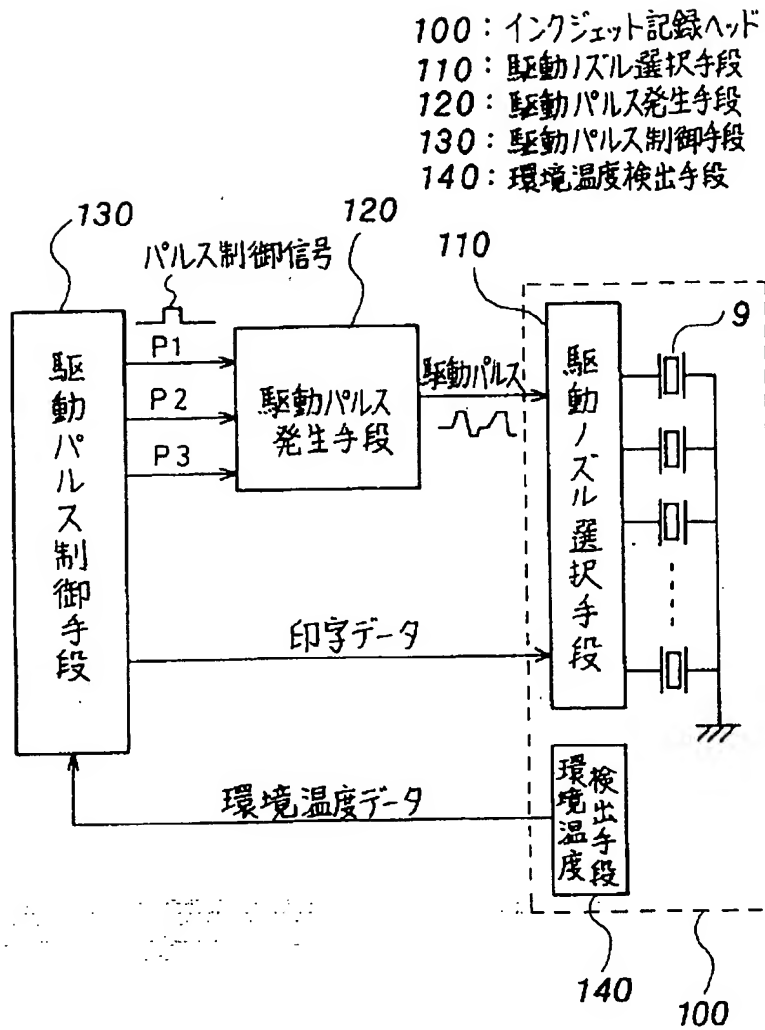 100：インクジェット記録ヘッド
110：駆動ノズル選択手段
120：駆動パルス発生手段
130：駆動パルス制御手段
140：環境温度検出手段
130
パルス制御信号
120
110
9
駆動パルス制御手段
P1
P2
P3
駆動パルス
発生手段
駆動パルス
駆動ノズル選択手段
印字データ
環境温度データ
環境温度
検出手段
140
100